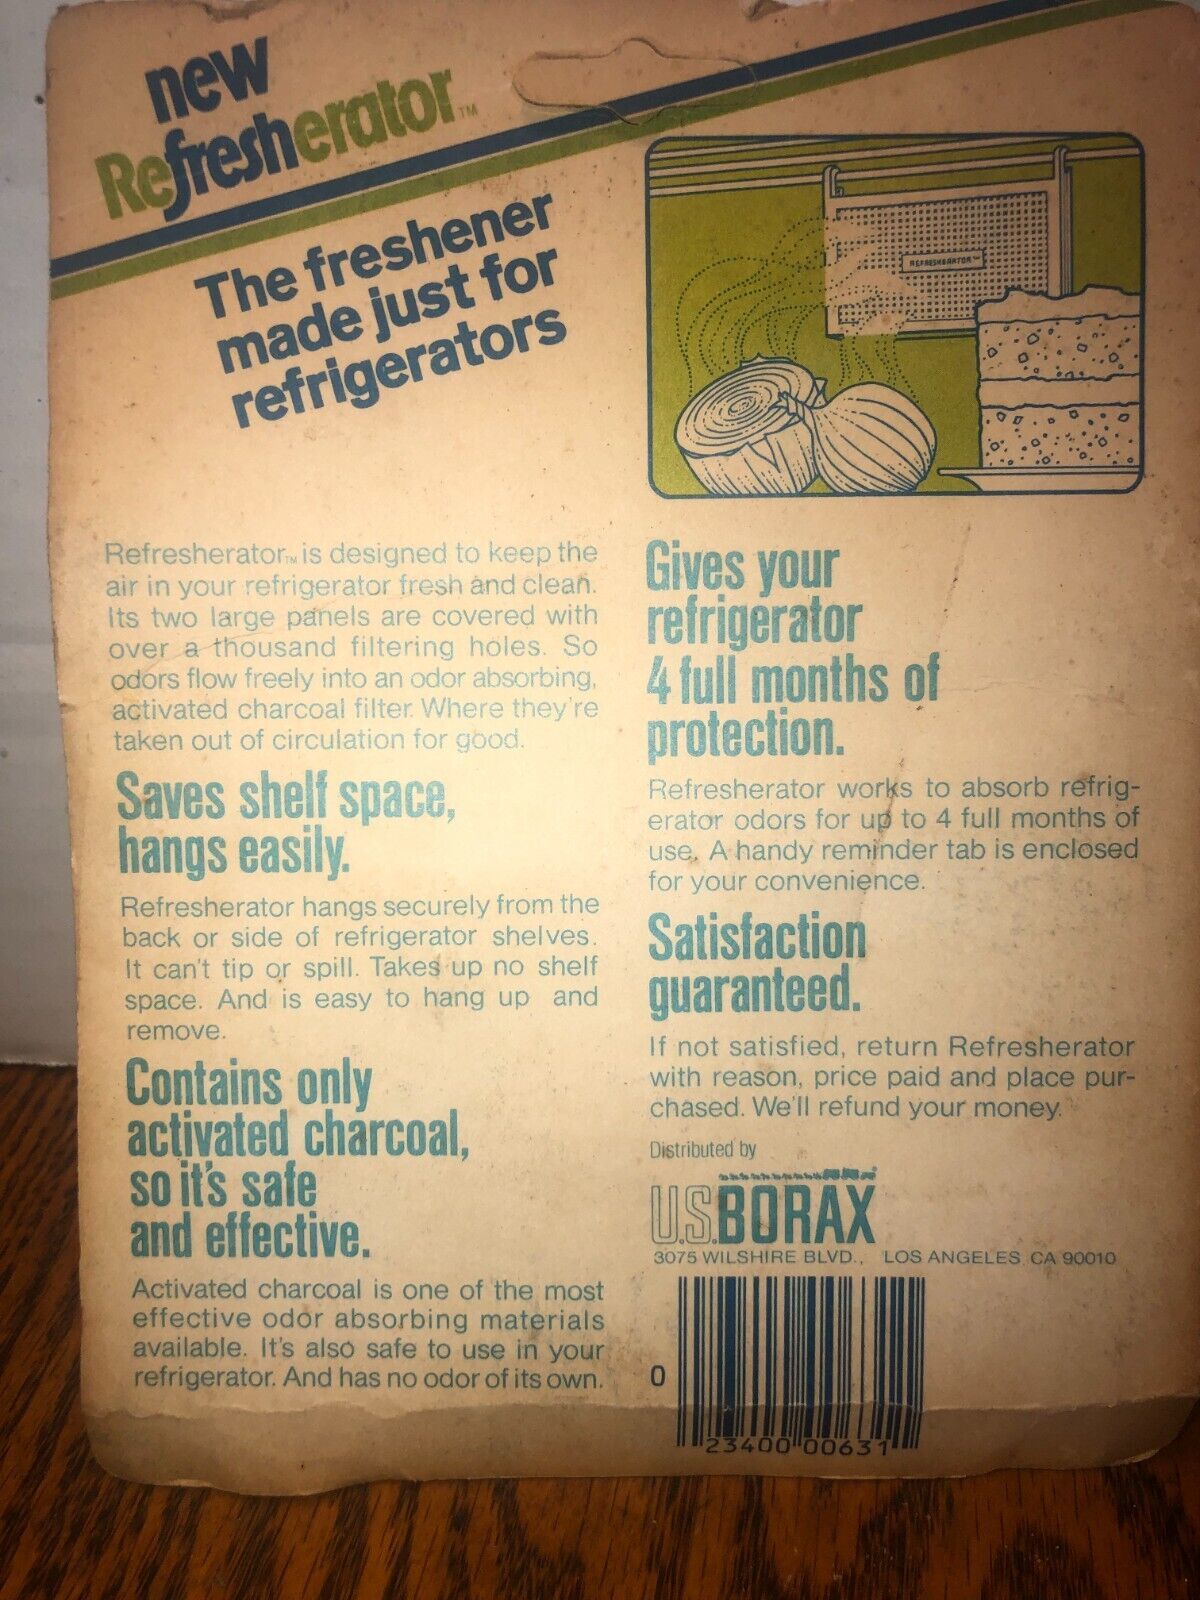 new
Refresherator™
The freshener
made just for
refrigerators
REFRESHERATOR™
Refresherator™ is designed to keep the
air in your refrigerator fresh and clean.
Its two large panels are covered with
over a thousand filtering holes. So
odors flow freely into an odor absorbing,
activated charcoal filter. Where they're
taken out of circulation for good.
Saves shelf space,
hangs easily.
Refresherator hangs securely from the
back or side of refrigerator shelves.
It can't tip or spill. Takes up no shelf
space. And is easy to hang up and
remove.
Contains only
activated charcoal,
so it's safe
and effective.
Activated charcoal is one of the most
effective odor absorbing materials
available. It's also safe to use in your
refrigerator. And has no odor of its own.
Gives your
refrigerator
4 full months of
protection.
Refresherator works to absorb refrig-
erator odors for up to 4 full months of
use. A handy reminder tab is enclosed
for your convenience.
Satisfaction
guaranteed.
If not satisfied, return Refresherator
with reason, price paid and place pur-
chased. We'll refund your money.
Distributed by
U.S. BORAX®
3075 WILSHIRE BLVD., LOS ANGELES CA 90010
0 23400 00631